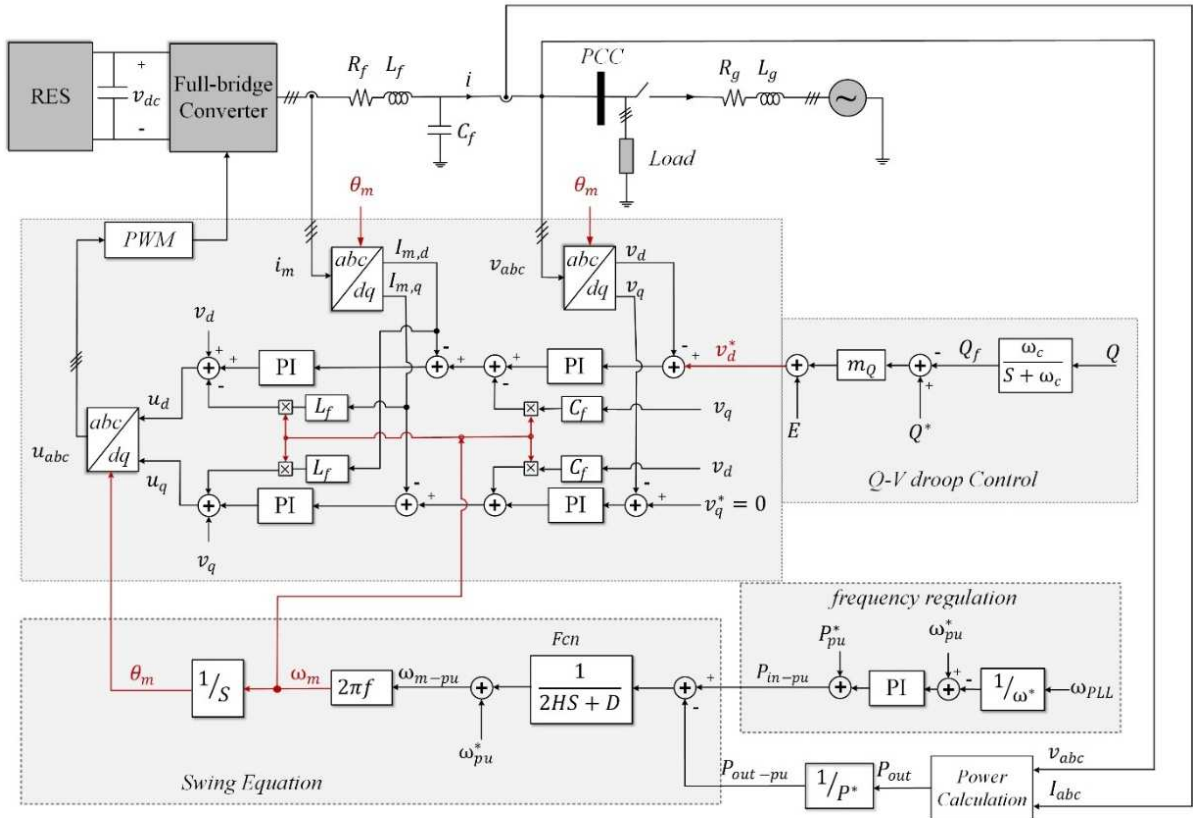 RES
+
v_dc
-
Full-bridge
Converter
R_f L_f
i
C_f
PCC
R_g L_g
~
Load
θ_m
θ_m
PWM
i_m
abc
dq
I_m,d
I_m,q
v_abc
abc
dq
v_d
v_q
v_d
+ +
PI
-
+
+
PI
-
+
v_d^*
E
m_Q
-
+
Q^*
Q_f
ω_c
S + ω_c
Q
-
L_f
-
C_f
v_q
u_d
u_abc
abc
dq
u_q
L_f
C_f
v_d
+ +
PI
-
+
+
PI
-
+
v_q^* = 0
v_q
Q-V droop Control
frequency regulation
P_pu^*
ω_pu^*
+
-
PI
1/ω^*
ω_PLL
Fcn
θ_m
1/S
ω_m
2πf
ω_m-pu
ω_pu^*
1
2HS + D
+
-
P_in-pu
Swing Equation
P_out-pu
1/P^*
P_out
Power
Calculation
v_abc
I_abc